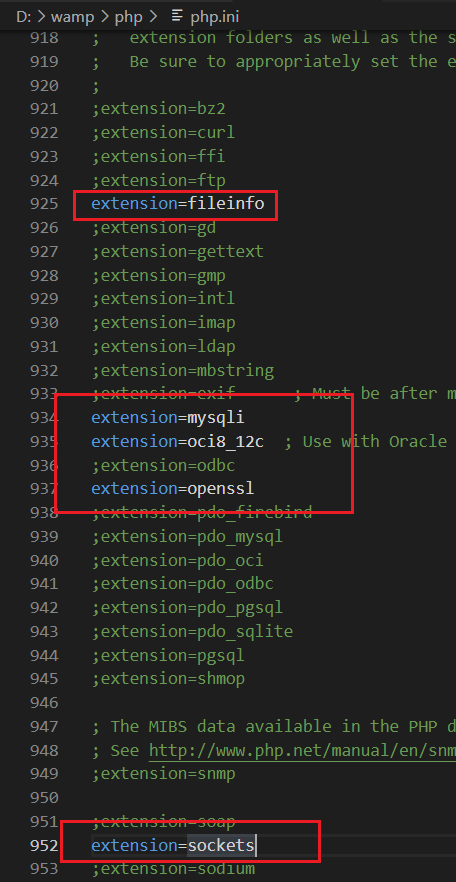 D: > wamp > php > php.ini
918 ; extension folders as well as the s
919 ; Be sure to appropriately set the e
920 ;
921 ;extension=bz2
922 ;extension=curl
923 ;extension=ffi
924 ;extension=ftp
925 extension=fileinfo
926 ;extension=gd
927 ;extension=gettext
928 ;extension=gmp
929 ;extension=intl
930 ;extension=imap
931 ;extension=ldap
932 ;extension=mbstring
933 ;extension=exif ; Must be after m
934 extension=mysqli
935 extension=oci8_12c ; Use with Oracle
936 ;extension=odbc
937 extension=openssl
938 ;extension=pdo_firebird
939 ;extension=pdo_mysql
940 ;extension=pdo_oci
941 ;extension=pdo_odbc
942 ;extension=pdo_pgsql
943 ;extension=pdo_sqlite
944 ;extension=pgsql
945 ;extension=shmop
946
947 ; The MIBS data available in the PHP d
948 ; See http://www.php.net/manual/en/snm
949 ;extension=snmp
950
951 ;extension=soap
952 extension=sockets
953 ;extension=sodium